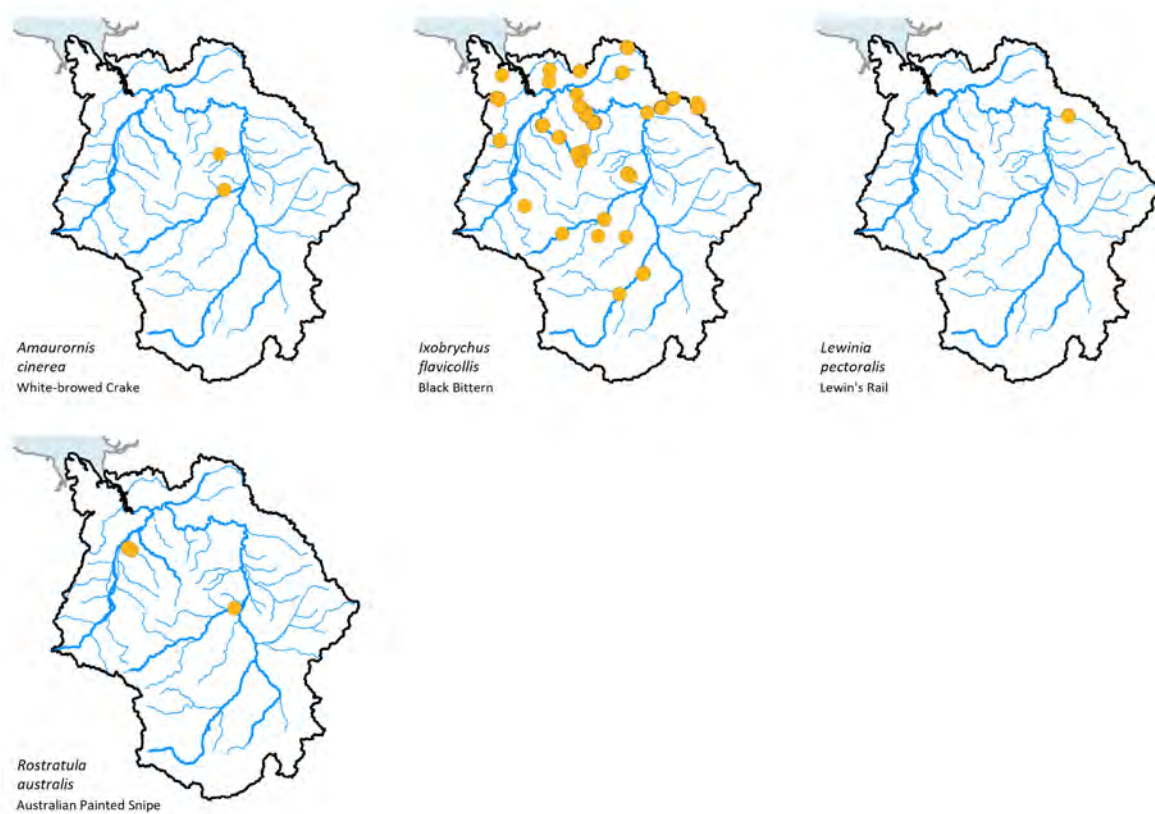 Amaurornis
cinerea
White-browed Crake
Ixobrychus
flavicollis
Black Bittern
Lewinia
pectoralis
Lewin's Rail
Rostratula
australis
Australian Painted Snipe